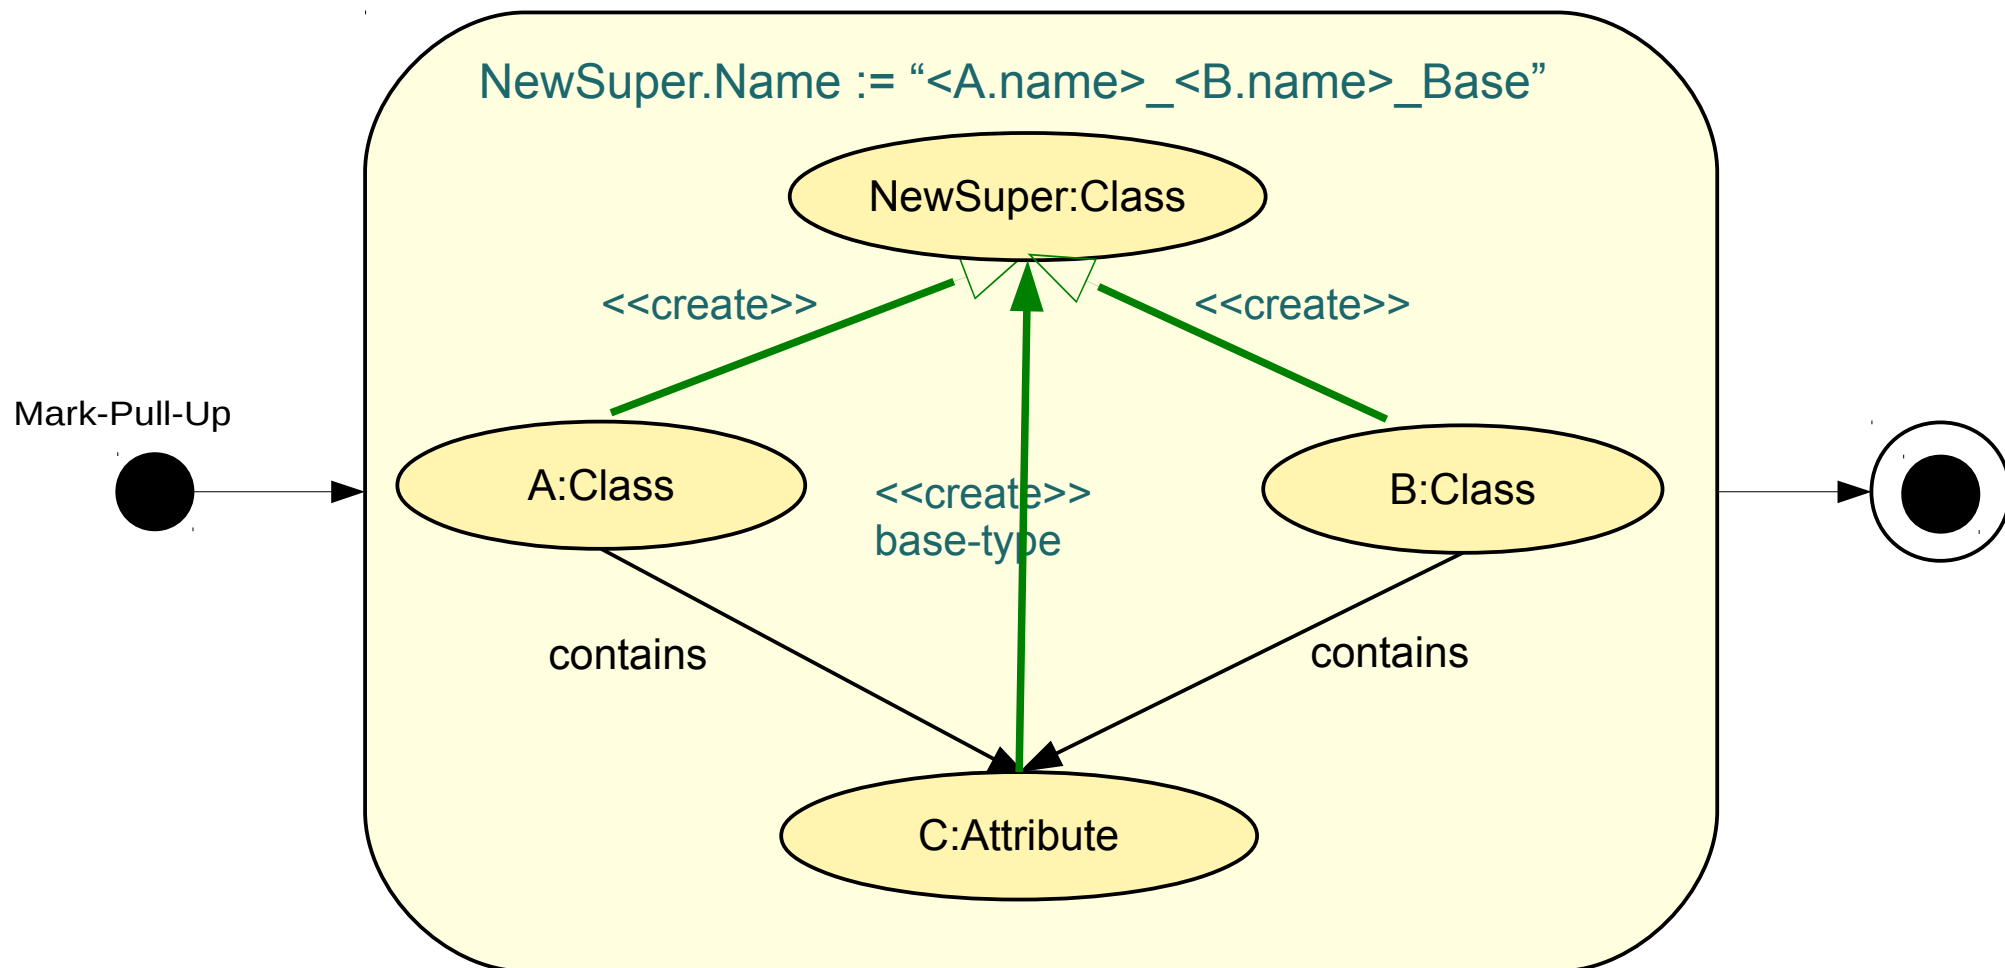 NewSuper.Name := “<A.name>_<B.name>_Base”
NewSuper:Class
<<create>>
<<create>>
Mark-Pull-Up
A:Class
<<create>>
base-type
B:Class
contains
contains
C:Attribute